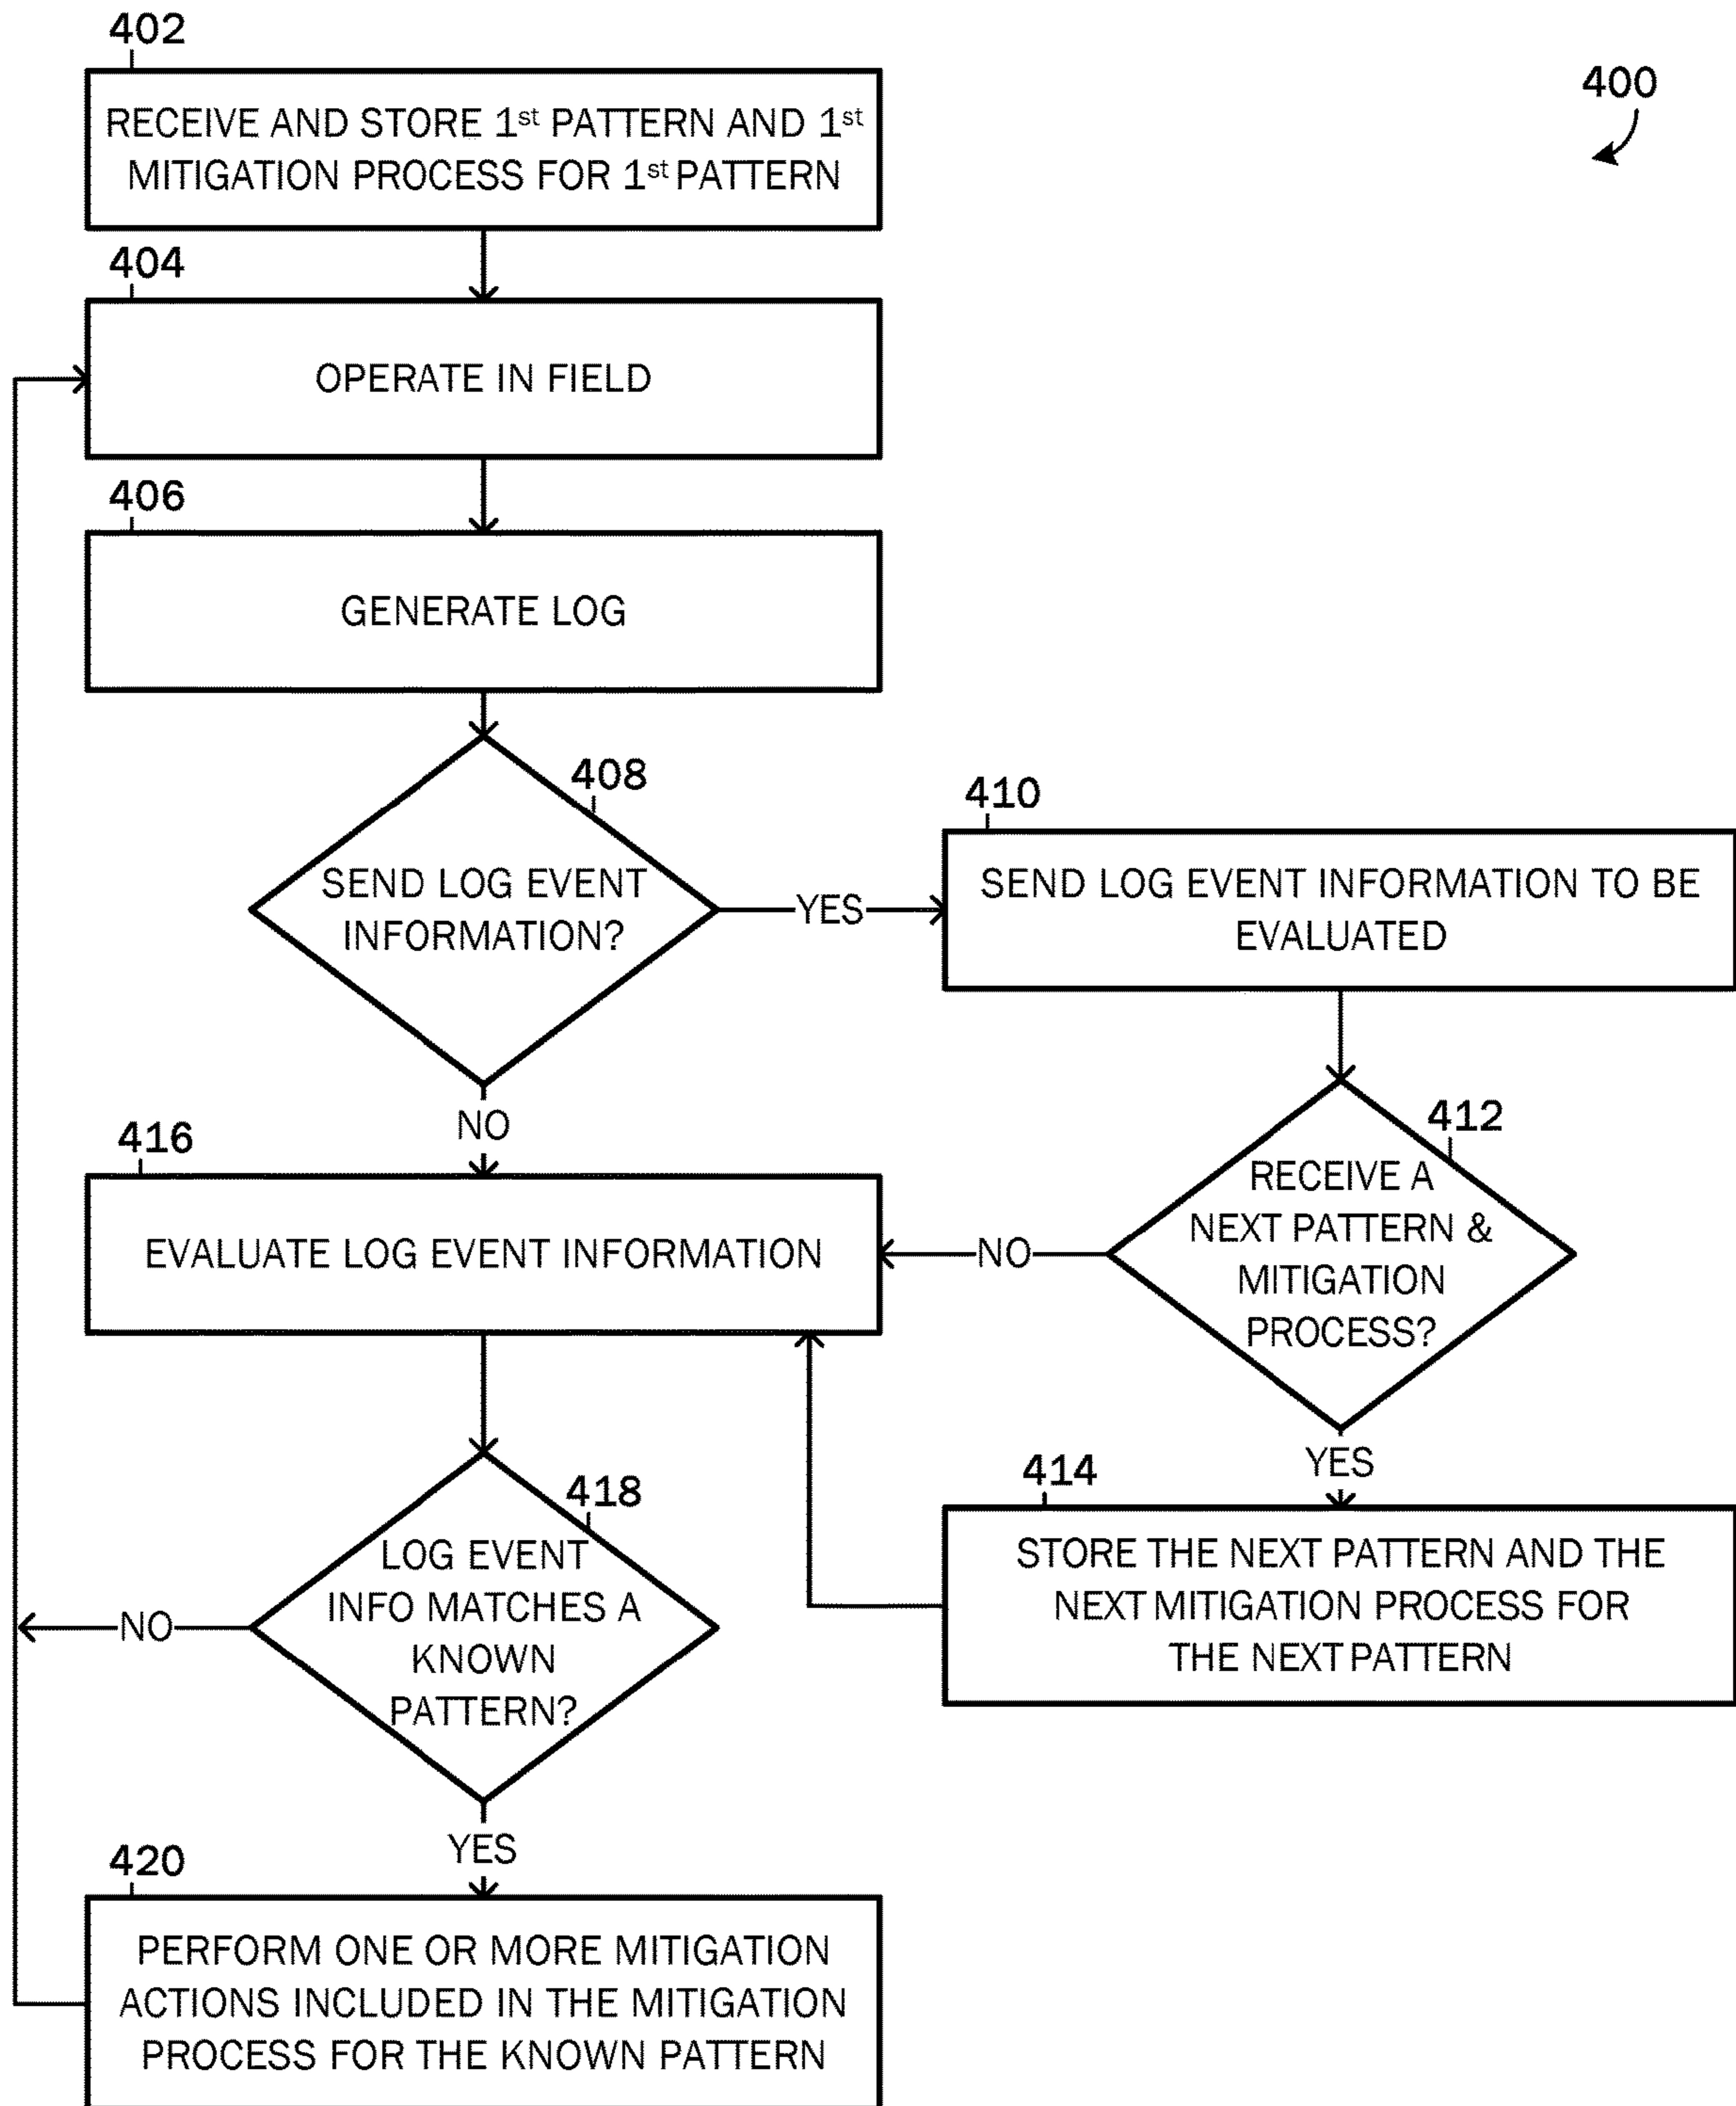 402
400
RECEIVE AND STORE 1st PATTERN AND 1st
MITIGATION PROCESS FOR 1st PATTERN
404
OPERATE IN FIELD
406
GENERATE LOG
408
SEND LOG EVENT
INFORMATION?
YES
410
SEND LOG EVENT INFORMATION TO BE
EVALUATED
NO
412
RECEIVE A
NEXT PATTERN &
MITIGATION
PROCESS?
NO
416
EVALUATE LOG EVENT INFORMATION
YES
414
STORE THE NEXT PATTERN AND THE
NEXT MITIGATION PROCESS FOR
THE NEXT PATTERN
418
LOG EVENT
INFO MATCHES A
KNOWN
PATTERN?
NO
YES
420
PERFORM ONE OR MORE MITIGATION
ACTIONS INCLUDED IN THE MITIGATION
PROCESS FOR THE KNOWN PATTERN